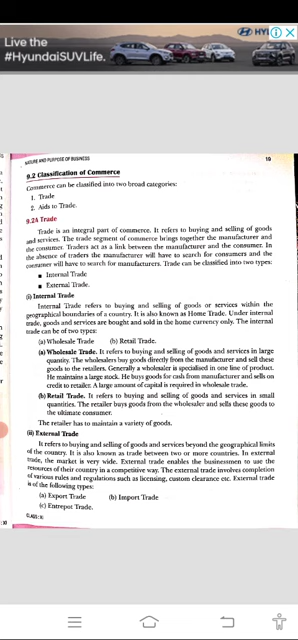 Live the
#HyundaiSUVLife.
NATURE AND PURPOSE OF BUSINESS 19
9.2 Classification of Commerce
Commerce can be classified into two broad categories:
1. Trade
2. Aids to Trade.
9.2A Trade
Trade is an integral part of commerce. It refers to buying and selling of goods
and services. The trade segment of commerce brings together the manufacturer and
the consumer. Traders act as a link between the manufacturer and the consumer. In
the absence of traders the manufacturer will have to search for consumers and the
consumer will have to search for manufacturers. Trade can be classified into two types:
■ Internal Trade
■ External Trade.
(i) Internal Trade
Internal Trade refers to buying and selling of goods or services within the
geographical boundaries of a country. It is also known as Home Trade. Under internal
trade, goods and services are bought and sold in the home currency only. The internal
trade can be of two types:
(a) Wholesale Trade (b) Retail Trade.
(a) Wholesale Trade. It refers to buying and selling of goods and services in large
quantity. The wholesalers buy goods directly from the manufacturer and sell these
goods to the retailers. Generally a wholesaler is specialised in one line of product.
He maintains a large stock. He buys goods for cash from manufacturer and sells on
credit to retailer. A large amount of capital is required in wholesale trade.
(b) Retail Trade. It refers to buying and selling of goods and services in small
quantities. The retailer buys goods from the wholesaler and sells these goods to
the ultimate consumer.
The retailer has to maintain a variety of goods.
(ii) External Trade
It refers to buying and selling of goods and services beyond the geographical limits
of the country. It is also known as trade between two or more countries. In external
trade, the market is very wide. External trade enables the businessmen to use the
resources of their country in a competitive way. The external trade involves completion
of various rules and regulations such as licensing, custom clearance etc. External trade
is of the following types:
(a) Export Trade (b) Import Trade
(c) Entrepot Trade.
CLASS : XI